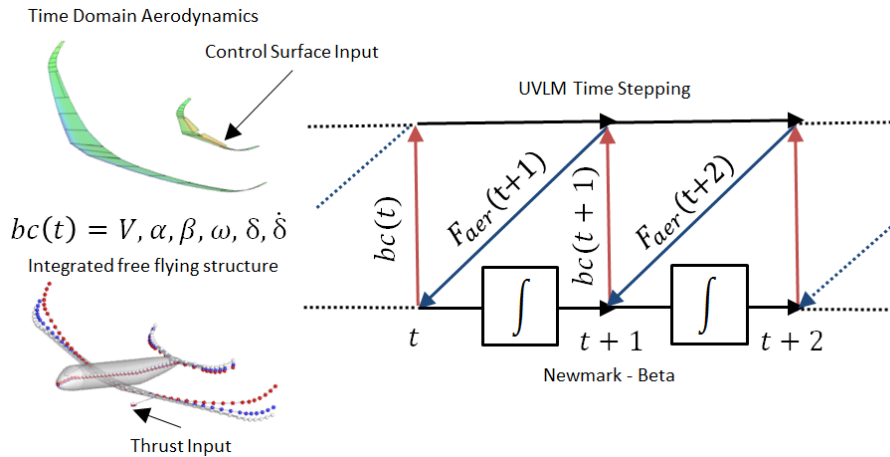 Time Domain Aerodynamics
Control Surface Input
bc(t) = V, α, β, ω, δ, δ̇
Integrated free flying structure
Thrust Input
UVLM Time Stepping
bc(t)
F_aer(t+1)
bc(t + 1)
F_aer(t+2)
∫
∫
t
t + 1
t + 2
Newmark - Beta